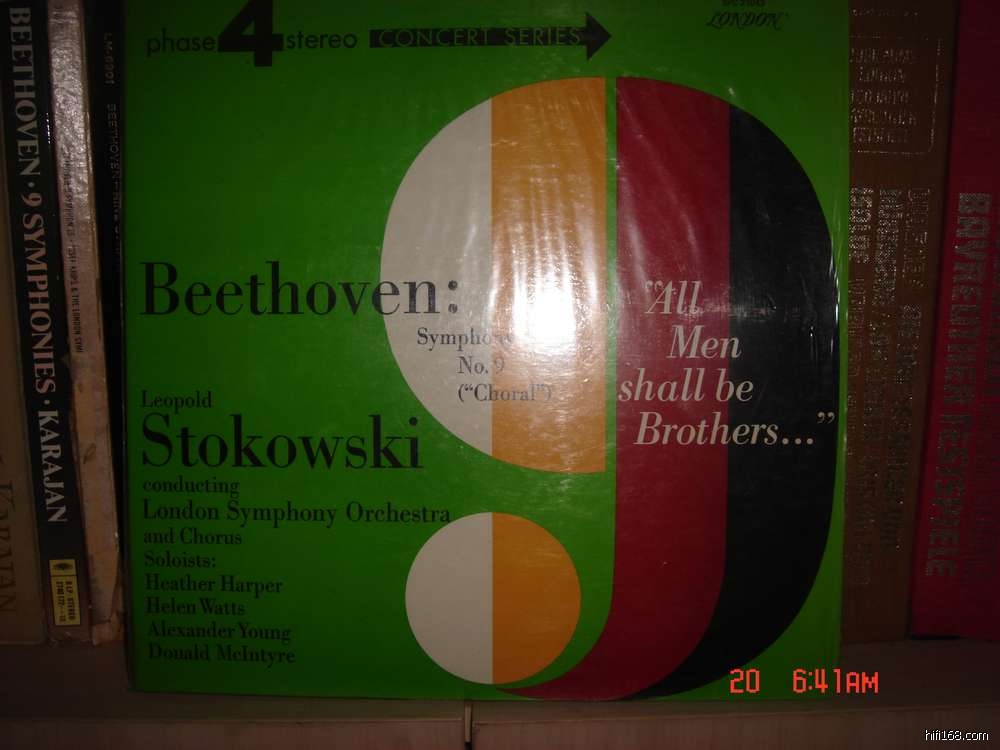 LONDON
phase 4 stereo CONCERT SERIES
Beethoven:
Symphony
No. 9
("Choral")
"All
Men
shall be
Brothers..."
Leopold
Stokowski
conducting
London Symphony Orchestra
and Chorus
Soloists:
Heather Harper
Helen Watts
Alexander Young
Donald McIntyre
BEETHOVEN · 9 SYMPHONIES · KARAJAN
BAYREUTHER FESTSPIELE
20 6:41AM
hifi168.com